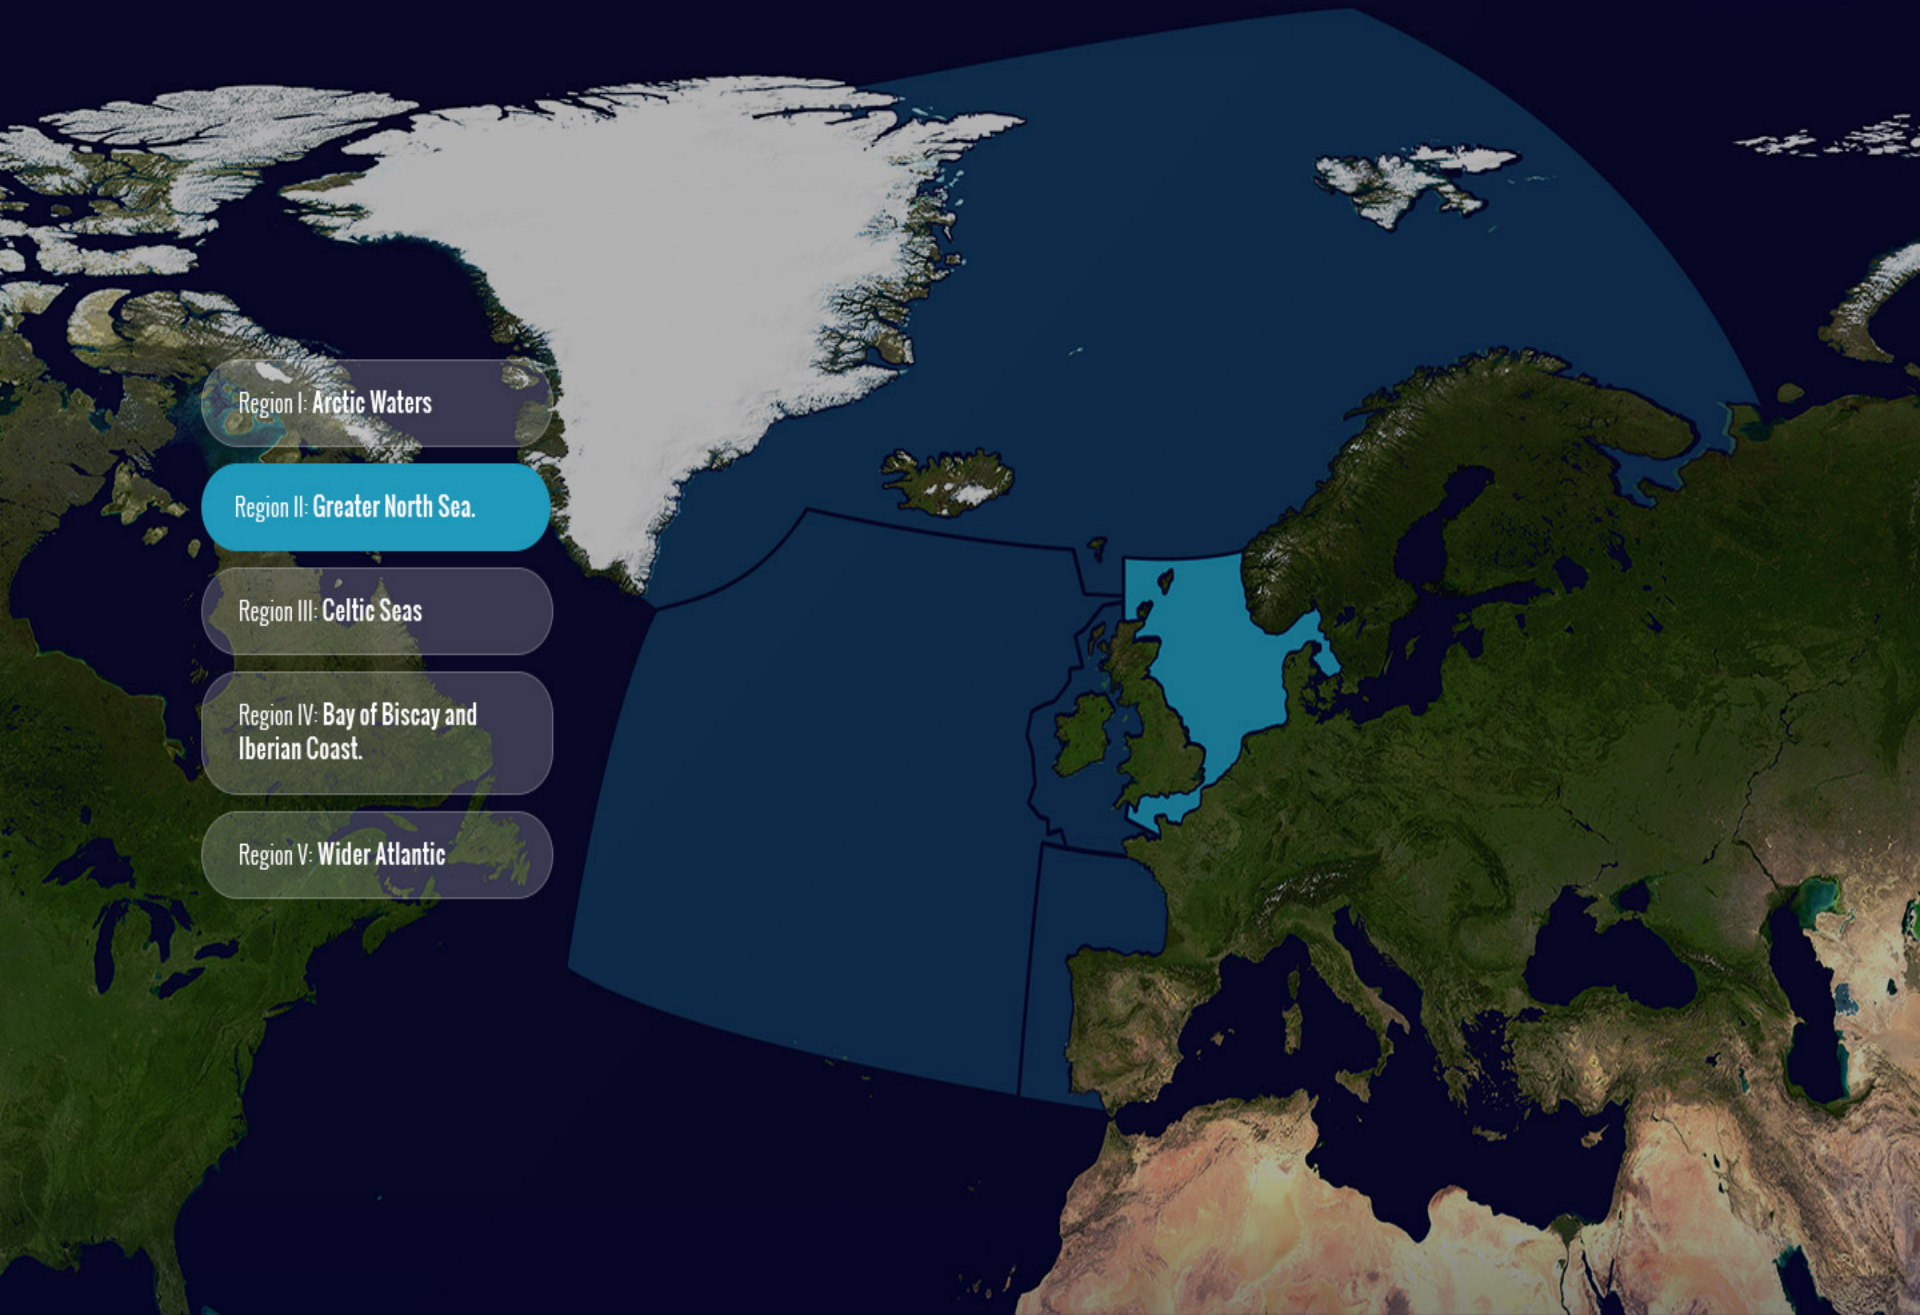 Region I: Arctic Waters
Region II: Greater North Sea.
Region III: Celtic Seas
Region IV: Bay of Biscay and
Iberian Coast.
Region V: Wider Atlantic